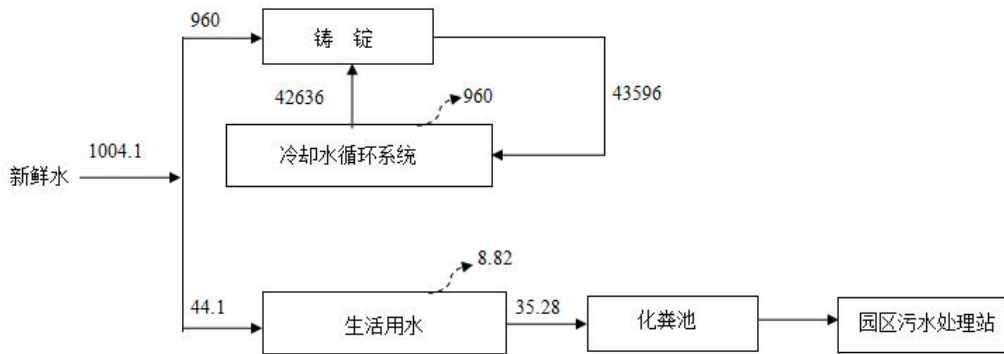 960
铸 锭
42636
960
43596
1004.1
冷却水循环系统
新鲜水
8.82
44.1
生活用水
35.28
化粪池
园区污水处理站